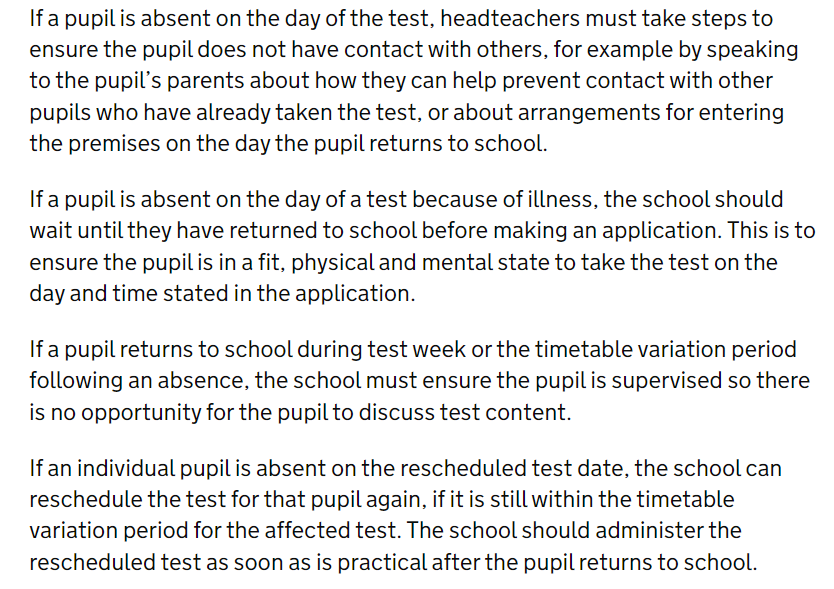 If a pupil is absent on the day of the test, headteachers must take steps to
ensure the pupil does not have contact with others, for example by speaking
to the pupil’s parents about how they can help prevent contact with other
pupils who have already taken the test, or about arrangements for entering
the premises on the day the pupil returns to school.
If a pupil is absent on the day of a test because of illness, the school should
wait until they have returned to school before making an application. This is to
ensure the pupil is in a fit, physical and mental state to take the test on the
day and time stated in the application.
If a pupil returns to school during test week or the timetable variation period
following an absence, the school must ensure the pupil is supervised so there
is no opportunity for the pupil to discuss test content.
If an individual pupil is absent on the rescheduled test date, the school can
reschedule the test for that pupil again, if it is still within the timetable
variation period for the affected test. The school should administer the
rescheduled test as soon as is practical after the pupil returns to school.